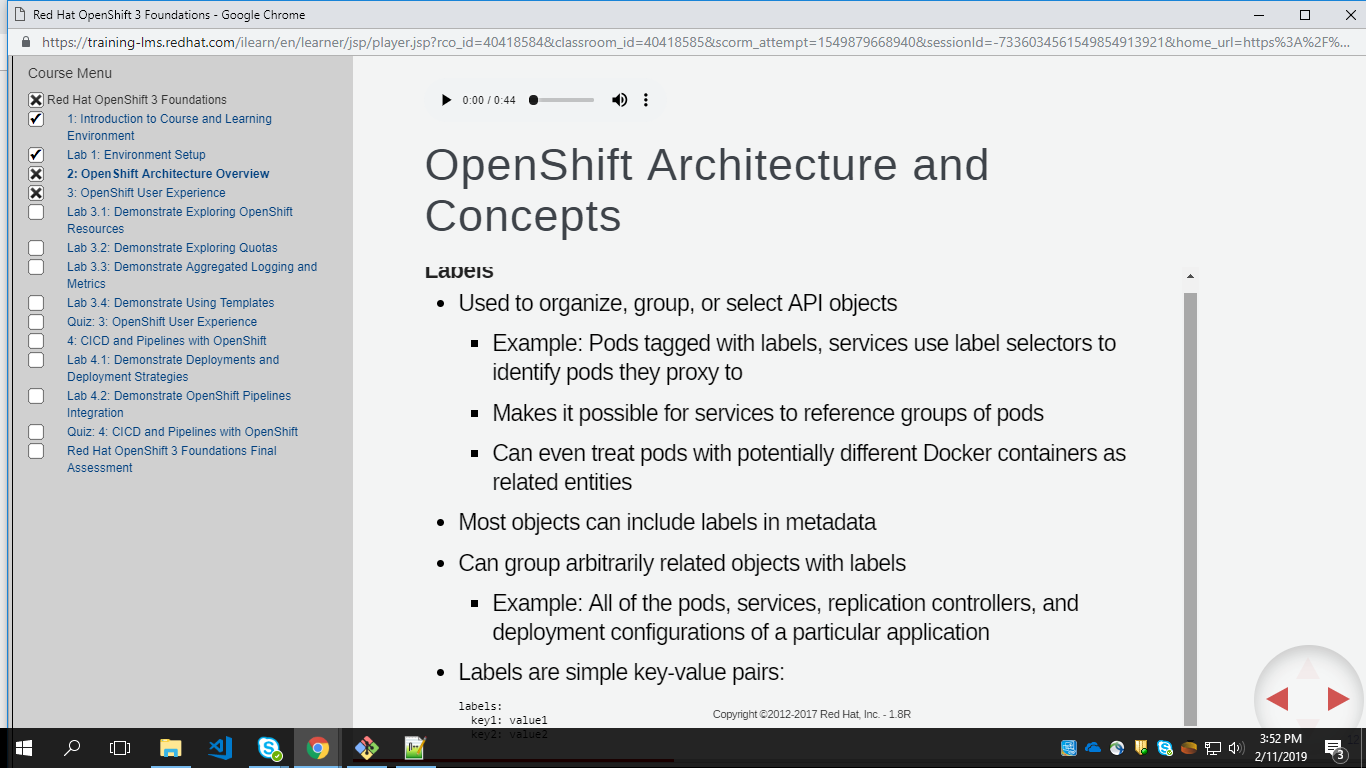 Red Hat OpenShift 3 Foundations - Google Chrome
https://training-lms.redhat.com/ilearn/en/learner/jsp/player.jsp?rco_id=40418584&classroom_id=40418585&scorm_attempt=1549879668940&sessionId=-7336034561549854913921&home_url=https%3A%2F%...
Course Menu
Red Hat OpenShift 3 Foundations
1: Introduction to Course and Learning
Environment
Lab 1: Environment Setup
2: OpenShift Architecture Overview
3: OpenShift User Experience
Lab 3.1: Demonstrate Exploring OpenShift
Resources
Lab 3.2: Demonstrate Exploring Quotas
Lab 3.3: Demonstrate Aggregated Logging and
Metrics
Lab 3.4: Demonstrate Using Templates
Quiz: 3: OpenShift User Experience
4: CICD and Pipelines with OpenShift
Lab 4.1: Demonstrate Deployments and
Deployment Strategies
Lab 4.2: Demonstrate OpenShift Pipelines
Integration
Quiz: 4: CICD and Pipelines with OpenShift
Red Hat OpenShift 3 Foundations Final
Assessment
0:00 / 0:44
OpenShift Architecture and
Concepts
Labels
Used to organize, group, or select API objects
Example: Pods tagged with labels, services use label selectors to
identify pods they proxy to
Makes it possible for services to reference groups of pods
Can even treat pods with potentially different Docker containers as
related entities
Most objects can include labels in metadata
Can group arbitrarily related objects with labels
Example: All of the pods, services, replication controllers, and
deployment configurations of a particular application
Labels are simple key-value pairs:
labels:
key1: value1
key2: value2
Copyright ©2012-2017 Red Hat, Inc. - 1.8R
3:52 PM
2/11/2019
3